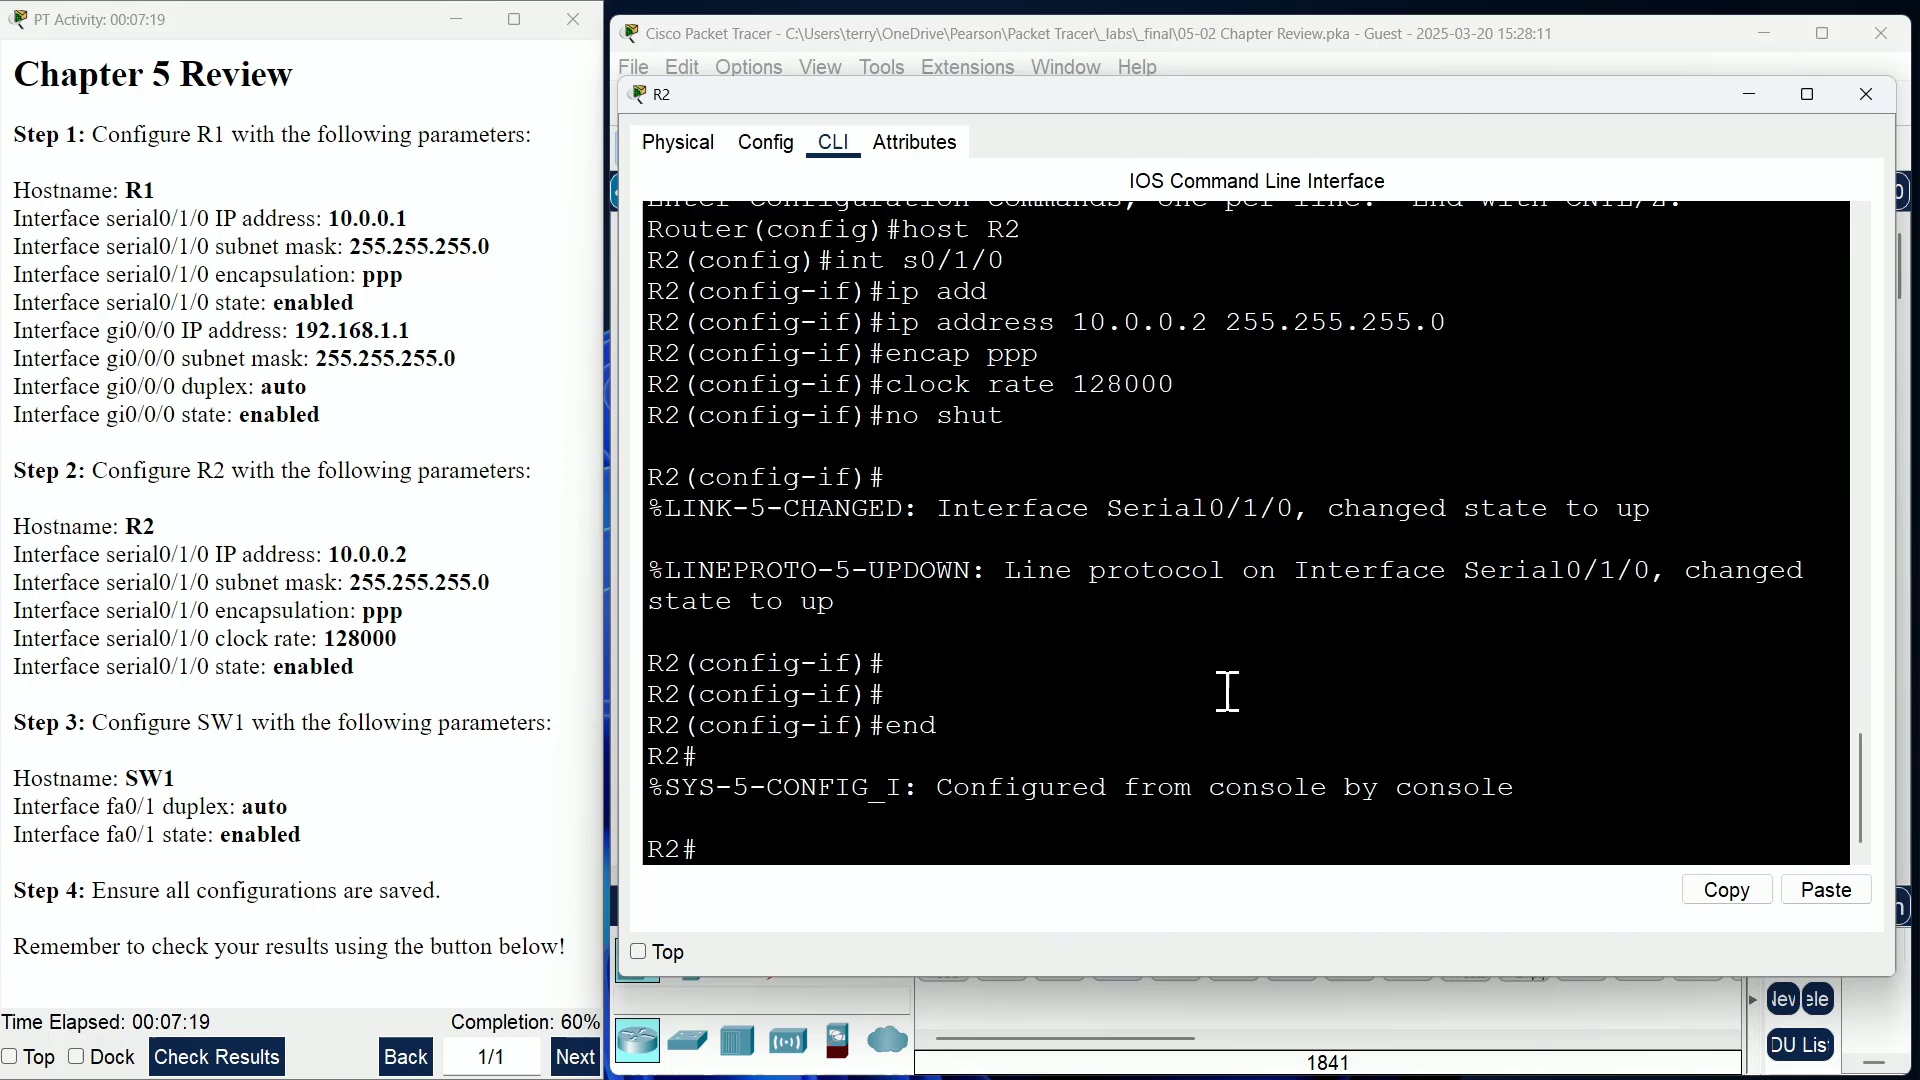 PT Activity: 00:07:19
Chapter 5 Review
Step 1: Configure R1 with the following parameters:
Hostname: R1
Interface serial0/1/0 IP address: 10.0.0.1
Interface serial0/1/0 subnet mask: 255.255.255.0
Interface serial0/1/0 encapsulation: ppp
Interface serial0/1/0 state: enabled
Interface gi0/0/0 IP address: 192.168.1.1
Interface gi0/0/0 subnet mask: 255.255.255.0
Interface gi0/0/0 duplex: auto
Interface gi0/0/0 state: enabled
Step 2: Configure R2 with the following parameters:
Hostname: R2
Interface serial0/1/0 IP address: 10.0.0.2
Interface serial0/1/0 subnet mask: 255.255.255.0
Interface serial0/1/0 encapsulation: ppp
Interface serial0/1/0 clock rate: 128000
Interface serial0/1/0 state: enabled
Step 3: Configure SW1 with the following parameters:
Hostname: SW1
Interface fa0/1 duplex: auto
Interface fa0/1 state: enabled
Step 4: Ensure all configurations are saved.
Remember to check your results using the button below!
Time Elapsed: 00:07:19 Completion: 60%
Top Dock Check Results Back 1/1 Next
Cisco Packet Tracer - C:\Users\terry\OneDrive\Pearson\Packet Tracer\_labs\_final\05-02 Chapter Review.pka - Guest - 2025-03-20 15:28:11
File Edit Options View Tools Extensions Window Help
R2
Physical Config CLI Attributes
IOS Command Line Interface
Enter configuration commands, one per line. End with CNTL/Z.
Router(config)#host R2
R2(config)#int s0/1/0
R2(config-if)#ip add
R2(config-if)#ip address 10.0.0.2 255.255.255.0
R2(config-if)#encap ppp
R2(config-if)#clock rate 128000
R2(config-if)#no shut
R2(config-if)#
%LINK-5-CHANGED: Interface Serial0/1/0, changed state to up
%LINEPROTO-5-UPDOWN: Line protocol on Interface Serial0/1/0, changed
state to up
R2(config-if)#
R2(config-if)#
R2(config-if)#end
R2#
%SYS-5-CONFIG_I: Configured from console by console
R2#
Copy Paste
Top
DU Lis
1841